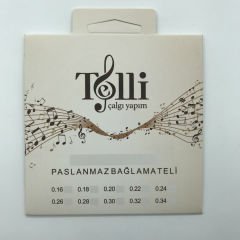 Telli
çalgı yapım
PASLANMAZ BAĞLAMA TELİ
0.16 0.18 0.20 0.22 0.24
0.26 0.28 0.30 0.32 0.34